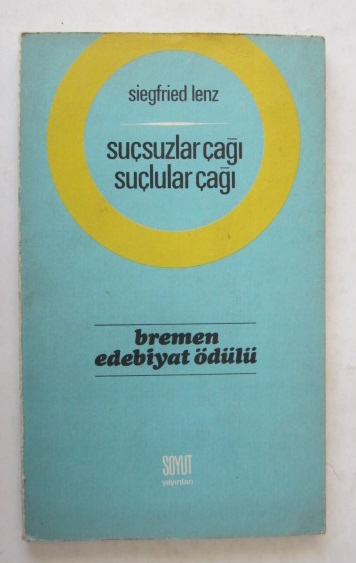 siegfried lenz
suçsuzlar çağı
suçlular çağı
bremen
edebiyat ödülü
SOYUT
yayınları